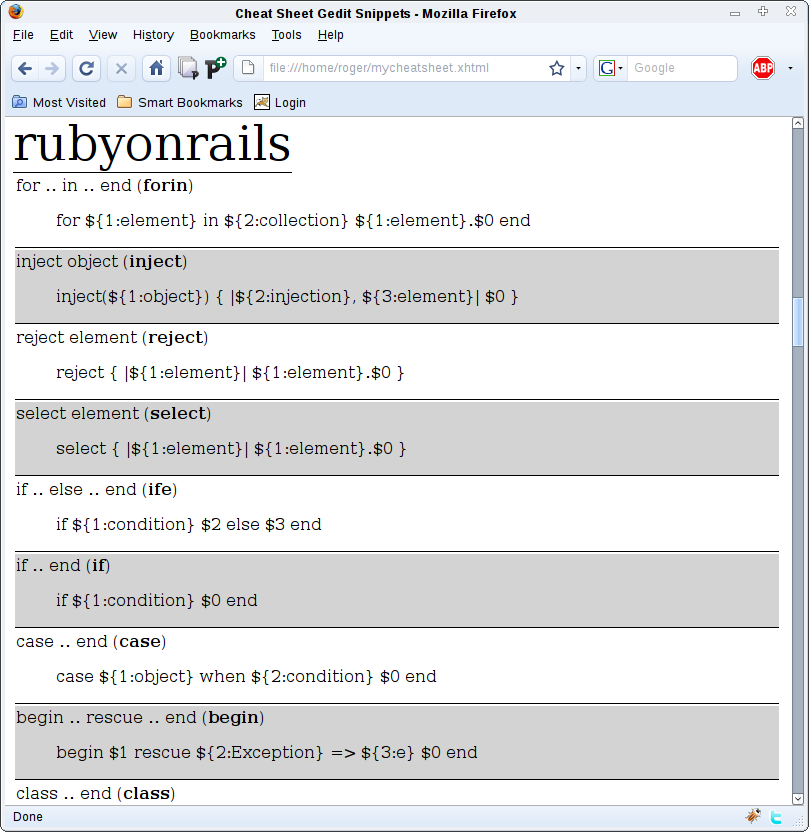 Cheat Sheet Gedit Snippets - Mozilla Firefox
File Edit View History Bookmarks Tools Help
file:///home/roger/mycheatsheet.xhtml G Google ABP
Most Visited Smart Bookmarks Login
rubyonrails
for .. in .. end (forin)
for ${1:element} in ${2:collection} ${1:element}.$0 end
inject object (inject)
inject(${1:object}) { |${2:injection}, ${3:element}| $0 }
reject element (reject)
reject { |${1:element}| ${1:element}.$0 }
select element (select)
select { |${1:element}| ${1:element}.$0 }
if .. else .. end (ife)
if ${1:condition} $2 else $3 end
if .. end (if)
if ${1:condition} $0 end
case .. end (case)
case ${1:object} when ${2:condition} $0 end
begin .. rescue .. end (begin)
begin $1 rescue ${2:Exception} => ${3:e} $0 end
class .. end (class)
Done